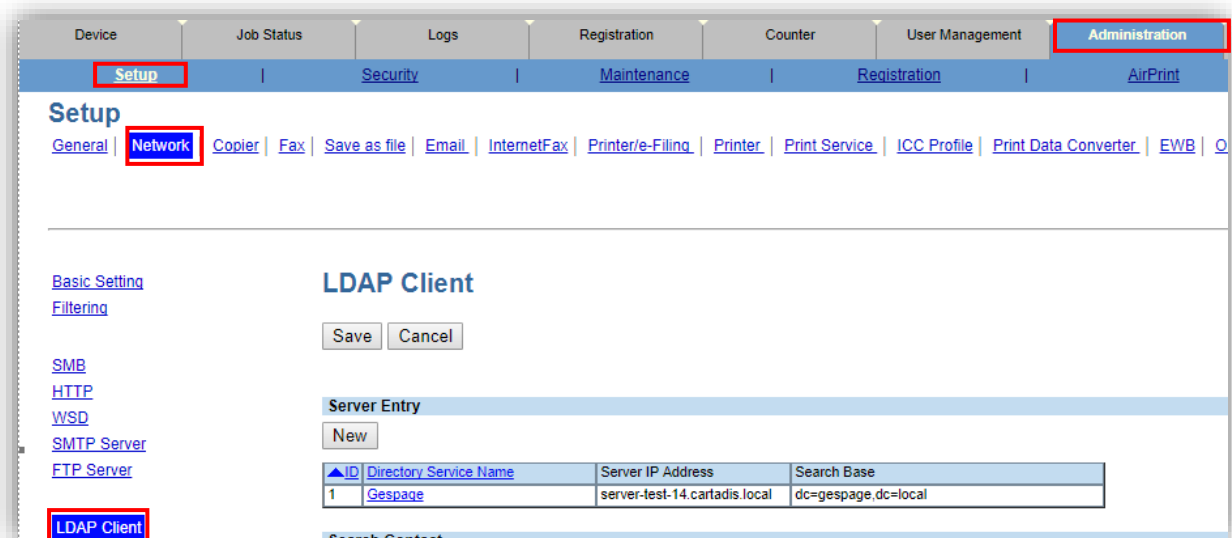 Device Job Status Logs Registration Counter User Management Administration
Setup | Security | Maintenance | Registration | AirPrint
Setup
General | Network Copier | Fax | Save as file | Email | InternetFax | Printer/e-Filing | Printer | Print Service | ICC Profile | Print Data Converter | EWB |
Basic Setting
Filtering
SMB
HTTP
WSD
SMTP Server
FTP Server
LDAP Client
LDAP Client
Save Cancel
Server Entry
New
ID Directory Service Name Server IP Address Search Base
1 Gespage server-test-14.cartadis.local dc=gespage,dc=local